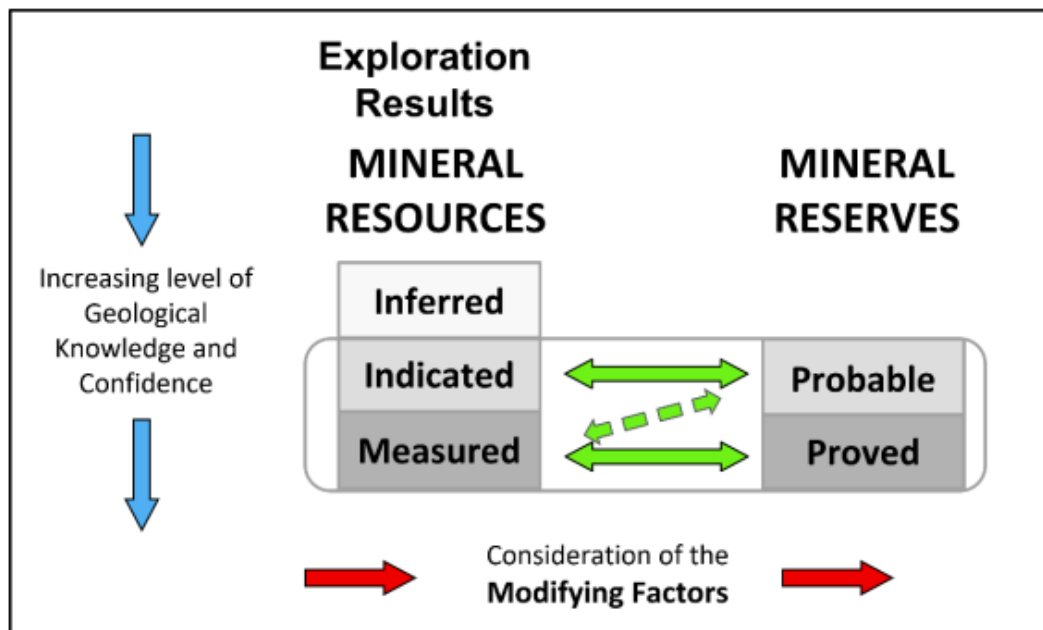 Exploration
Results
MINERAL
RESOURCES
MINERAL
RESERVES
Increasing level of
Geological
Knowledge and
Confidence
Inferred
Indicated
Measured
Probable
Proved
Consideration of the
Modifying Factors